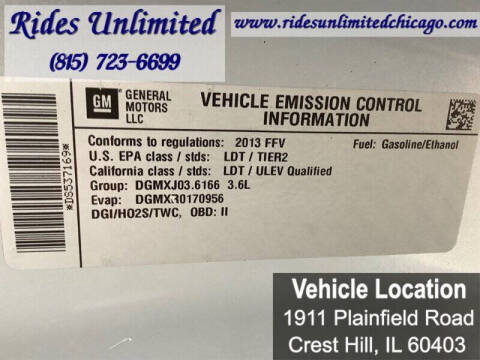 Rides Unlimited
(815) 723-6699
www.ridesunlimitedchicago.com
GM
GENERAL
MOTORS
LLC
VEHICLE EMISSION CONTROL
INFORMATION
Conforms to regulations: 2013 FFV
Fuel: Gasoline/Ethanol
U.S. EPA class / stds: LDT / TIER2
California class / stds: LDT / ULEV Qualified
Group: DGMXJ03.6166 3.6L
Evap: DGMXR0170956
DGI/HO2S/TWC, OBD: II
*DS537169*
Vehicle Location
1911 Plainfield Road
Crest Hill, IL 60403